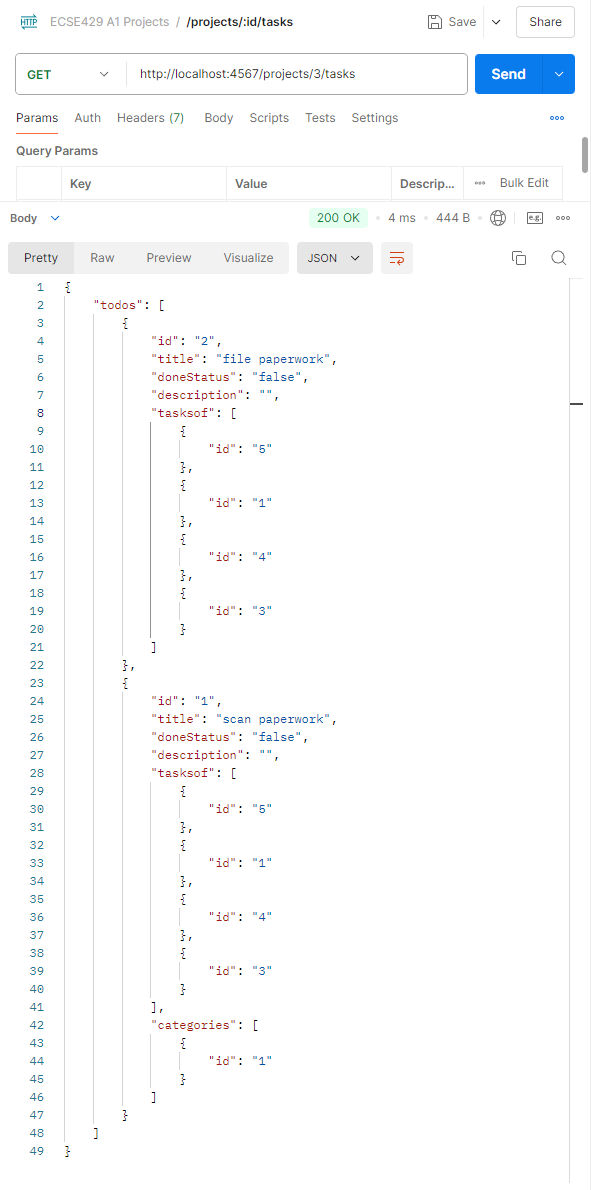 HTTP ECSE429 A1 Projects / /projects/:id/tasks Save Share
GET http://localhost:4567/projects/3/tasks Send
Params Auth Headers (7) Body Scripts Tests Settings
Query Params
Key Value Descrip... Bulk Edit
Body 200 OK 4 ms 444 B e.g.
Pretty Raw Preview Visualize JSON
1 {
2 "todos": [
3 {
4 "id": "2",
5 "title": "file paperwork",
6 "doneStatus": "false",
7 "description": "",
8 "tasksof": [
9 {
10 "id": "5"
11 },
12 {
13 "id": "1"
14 },
15 {
16 "id": "4"
17 },
18 {
19 "id": "3"
20 }
21 ]
22 },
23 {
24 "id": "1",
25 "title": "scan paperwork",
26 "doneStatus": "false",
27 "description": "",
28 "tasksof": [
29 {
30 "id": "5"
31 },
32 {
33 "id": "1"
34 },
35 {
36 "id": "4"
37 },
38 {
39 "id": "3"
40 }
41 ],
42 "categories": [
43 {
44 "id": "1"
45 }
46 ]
47 }
48 ]
49 }